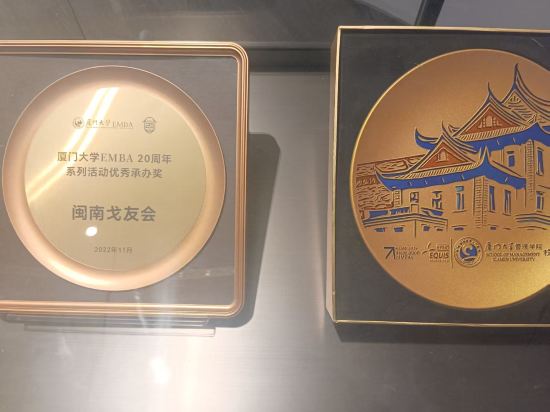 厦门大学EMBA
厦门大学EMBA 20周年
系列活动优秀承办奖
闽南戈友会
2022年11月
EQUIS
厦门大学管理学院
SCHOOL OF MANAGEMENT
XIAMEN UNIVERSITY
校